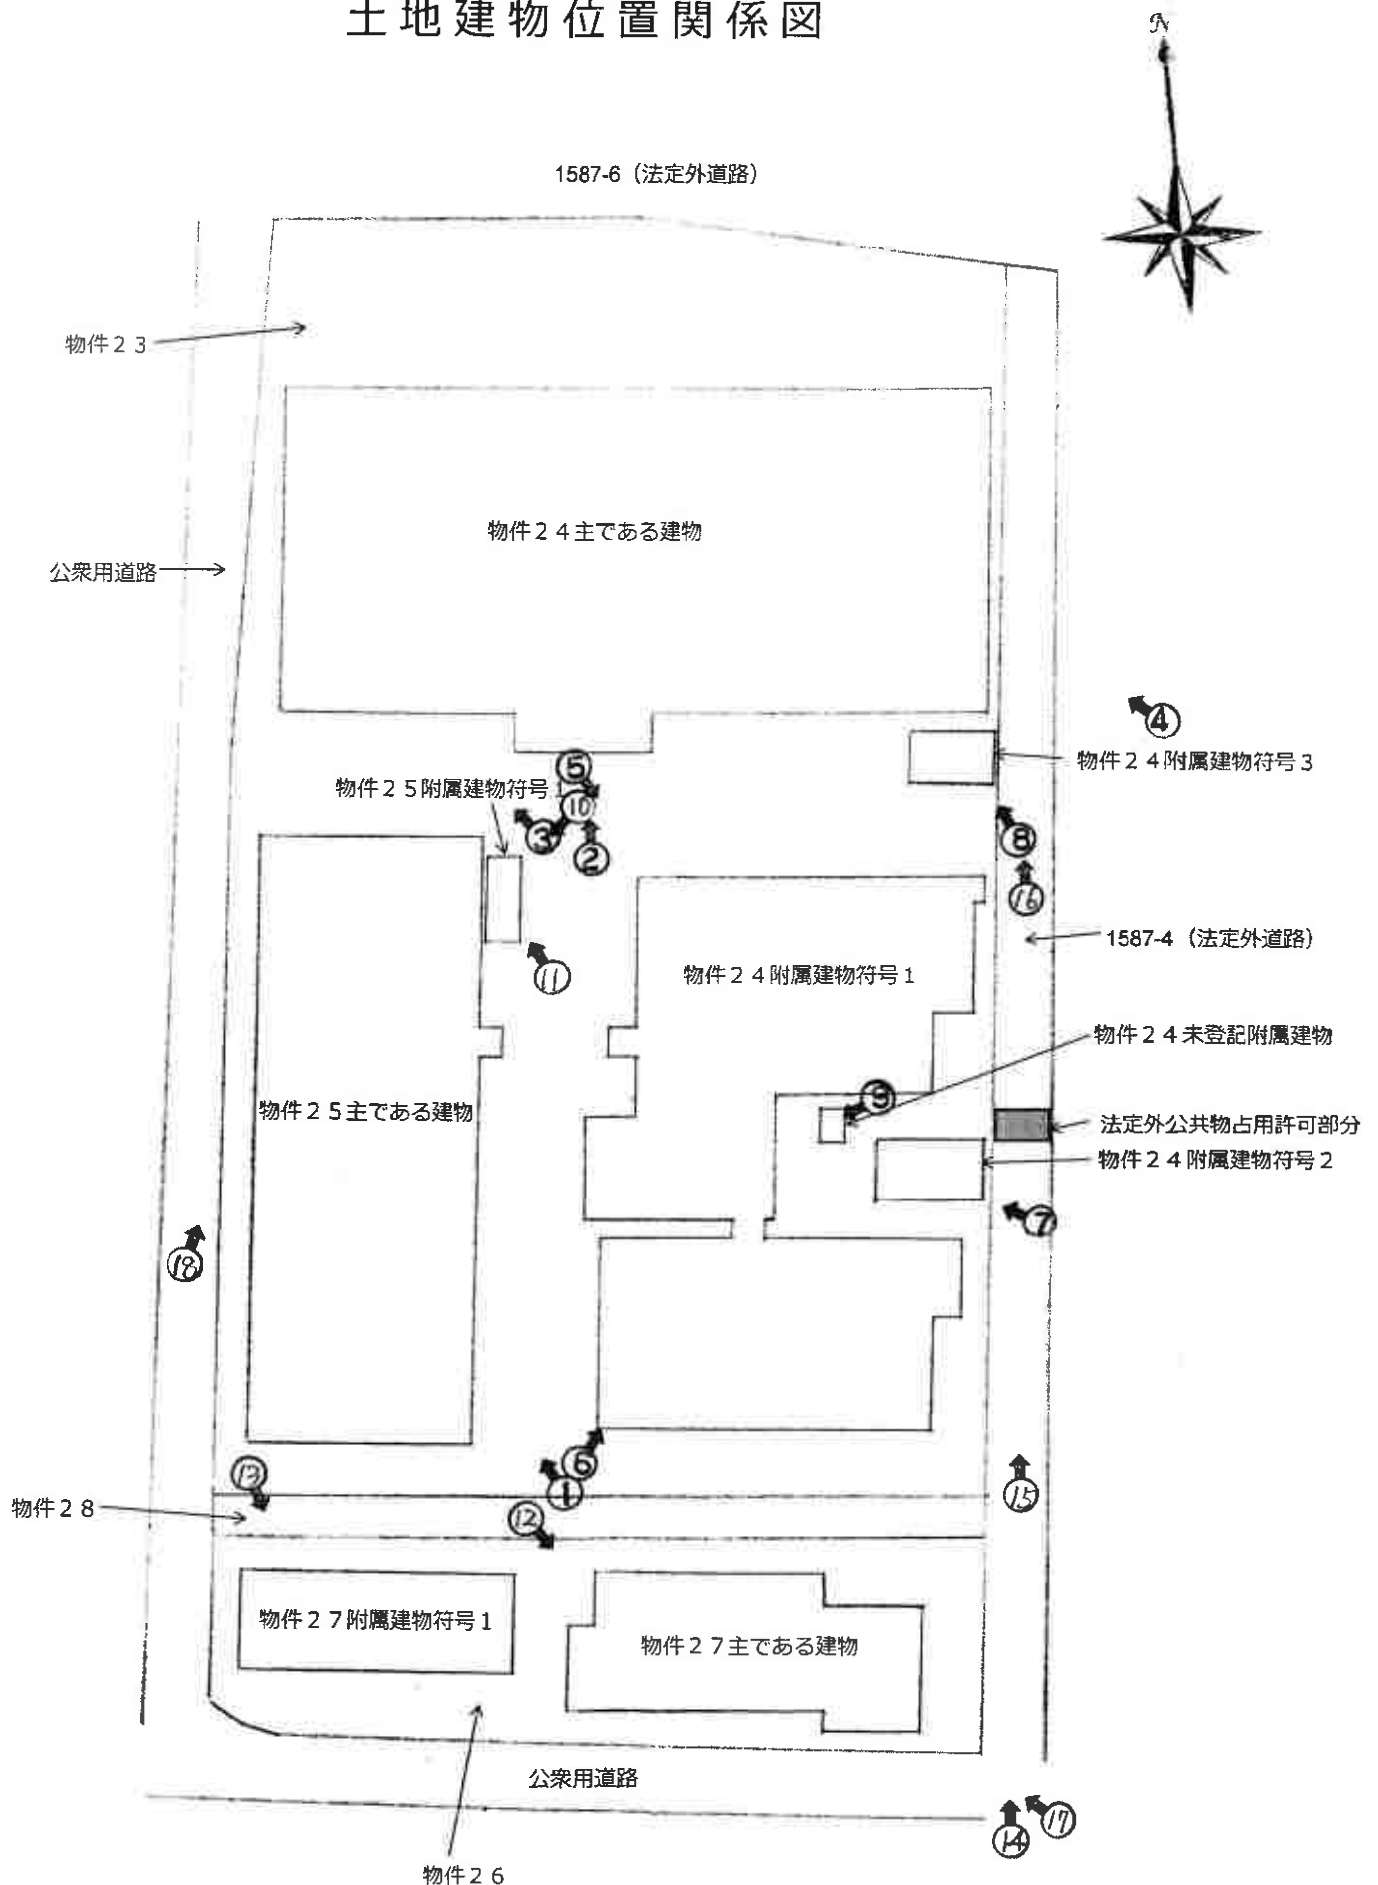 土地建物位置関係図
N
1587-6（法定外道路）
物件２３
物件２４主である建物
公衆用道路
④
物件２４附属建物符号３
⑤
物件２５附属建物符号１
⑩
③
②
⑧
⑯
1587-4（法定外道路）
物件２４附属建物符号１
⑪
物件２４未登記附属建物
⑨
物件２５主である建物
法定外公共物占用許可部分
物件２４附属建物符号２
⑦
⑱
⑥
⑬
①
⑮
物件２８
⑫
物件２７附属建物符号１
物件２７主である建物
公衆用道路
⑰
⑭
物件２６